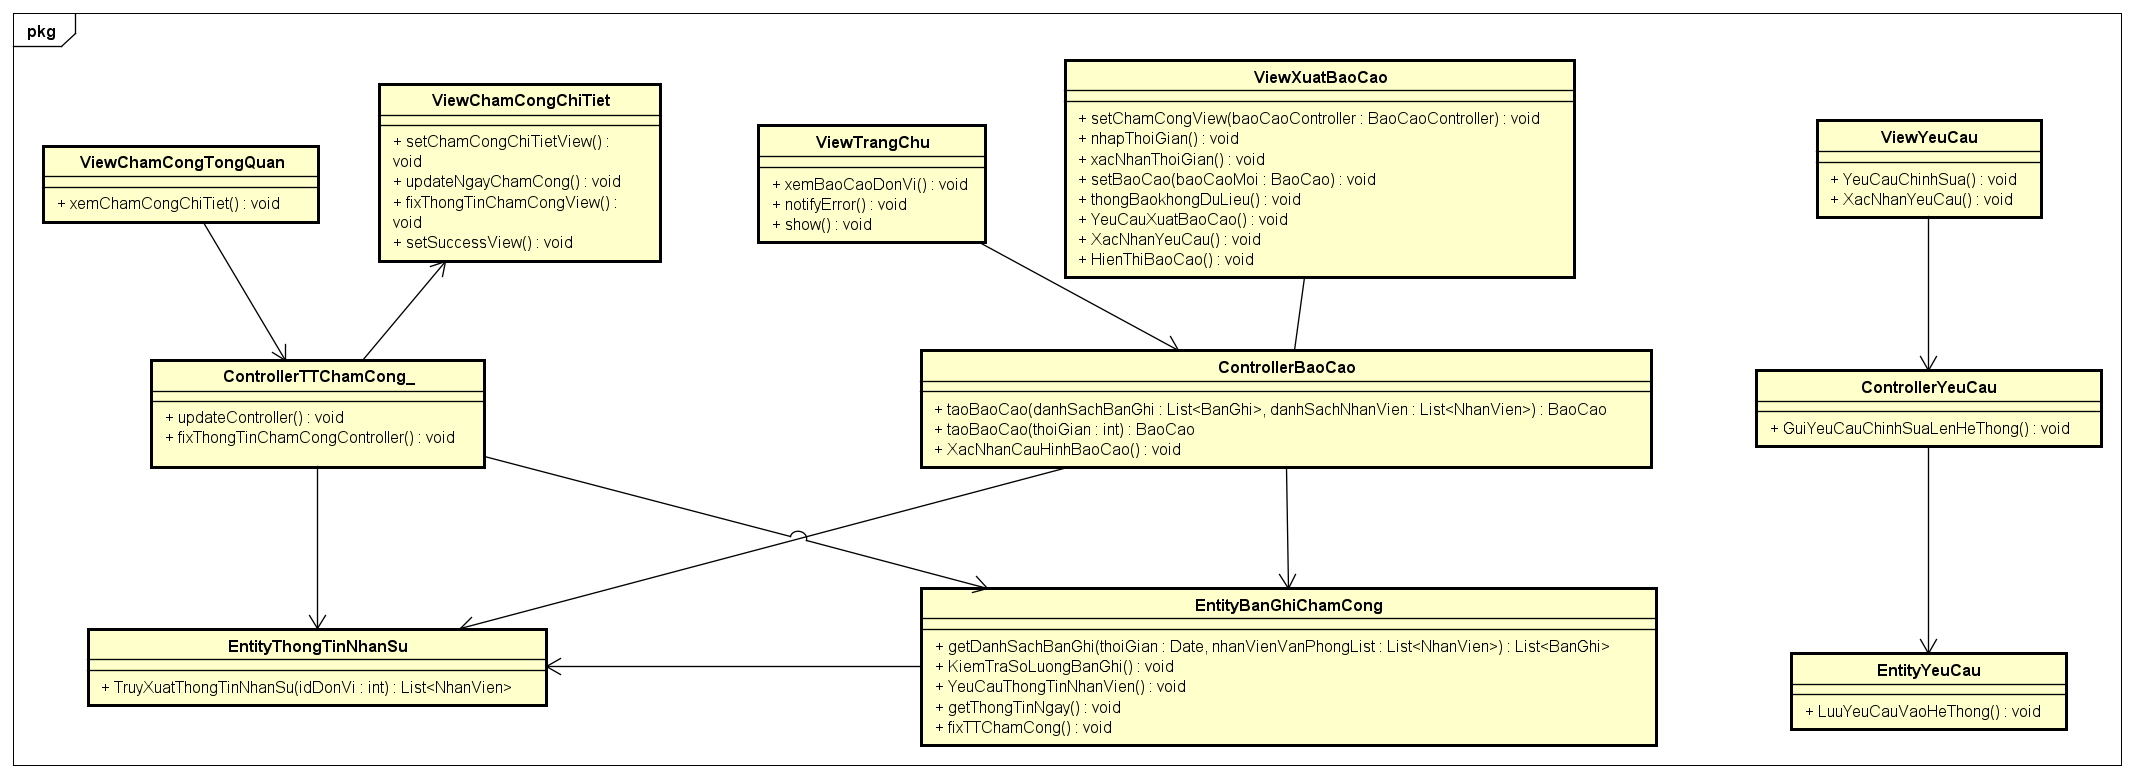 pkg
ViewChamCongTongQuan
+ xemChamCongChiTiet() : void
ViewChamCongChiTiet
+ setChamCongChiTietView() :
void
+ updateNgayChamCong() : void
+ fixThongTinChamCongView() :
void
+ setSuccessView() : void
ViewTrangChu
+ xemBaoCaoDonVi() : void
+ notifyError() : void
+ show() : void
ViewXuatBaoCao
+ setChamCongView(baoCaoController : BaoCaoController) : void
+ nhapThoiGian() : void
+ xacNhanThoiGian() : void
+ setBaoCao(baoCaoMoi : BaoCao) : void
+ thongBaokhongDuLieu() : void
+ YeuCauXuatBaoCao() : void
+ XacNhanYeuCau() : void
+ HienThiBaoCao() : void
ViewYeuCau
+ YeuCauChinhSua() : void
+ XacNhanYeuCau() : void
ControllerTTChamCong_
+ updateController() : void
+ fixThongTinChamCongController() : void
ControllerBaoCao
+ taoBaoCao(danhSachBanGhi : List<BanGhi>, danhSachNhanVien : List<NhanVien>) : BaoCao
+ taoBaoCao(thoiGian : int) : BaoCao
+ XacNhanCauHinhBaoCao() : void
ControllerYeuCau
+ GuiYeuCauChinhSuaLenHeThong() : void
EntityThongTinNhanSu
+ TruyXuatThongTinNhanSu(idDonVi : int) : List<NhanVien>
EntityBanGhiChamCong
+ getDanhSachBanGhi(thoiGian : Date, nhanVienVanPhongList : List<NhanVien>) : List<BanGhi>
+ KiemTraSoLuongBanGhi() : void
+ YeuCauThongTinNhanVien() : void
+ getThongTinNgay() : void
+ fixTTChamCong() : void
EntityYeuCau
+ LuuYeuCauVaoHeThong() : void